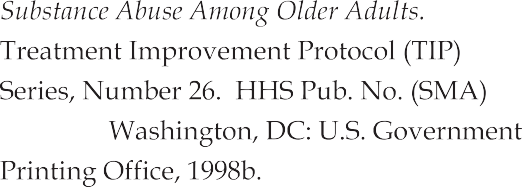 Substance Abuse Among Older Adults.
Treatment Improvement Protocol (TIP)
Series, Number 26.  HHS Pub. No. (SMA)
Washington, DC: U.S. Government
Printing Office, 1998b.